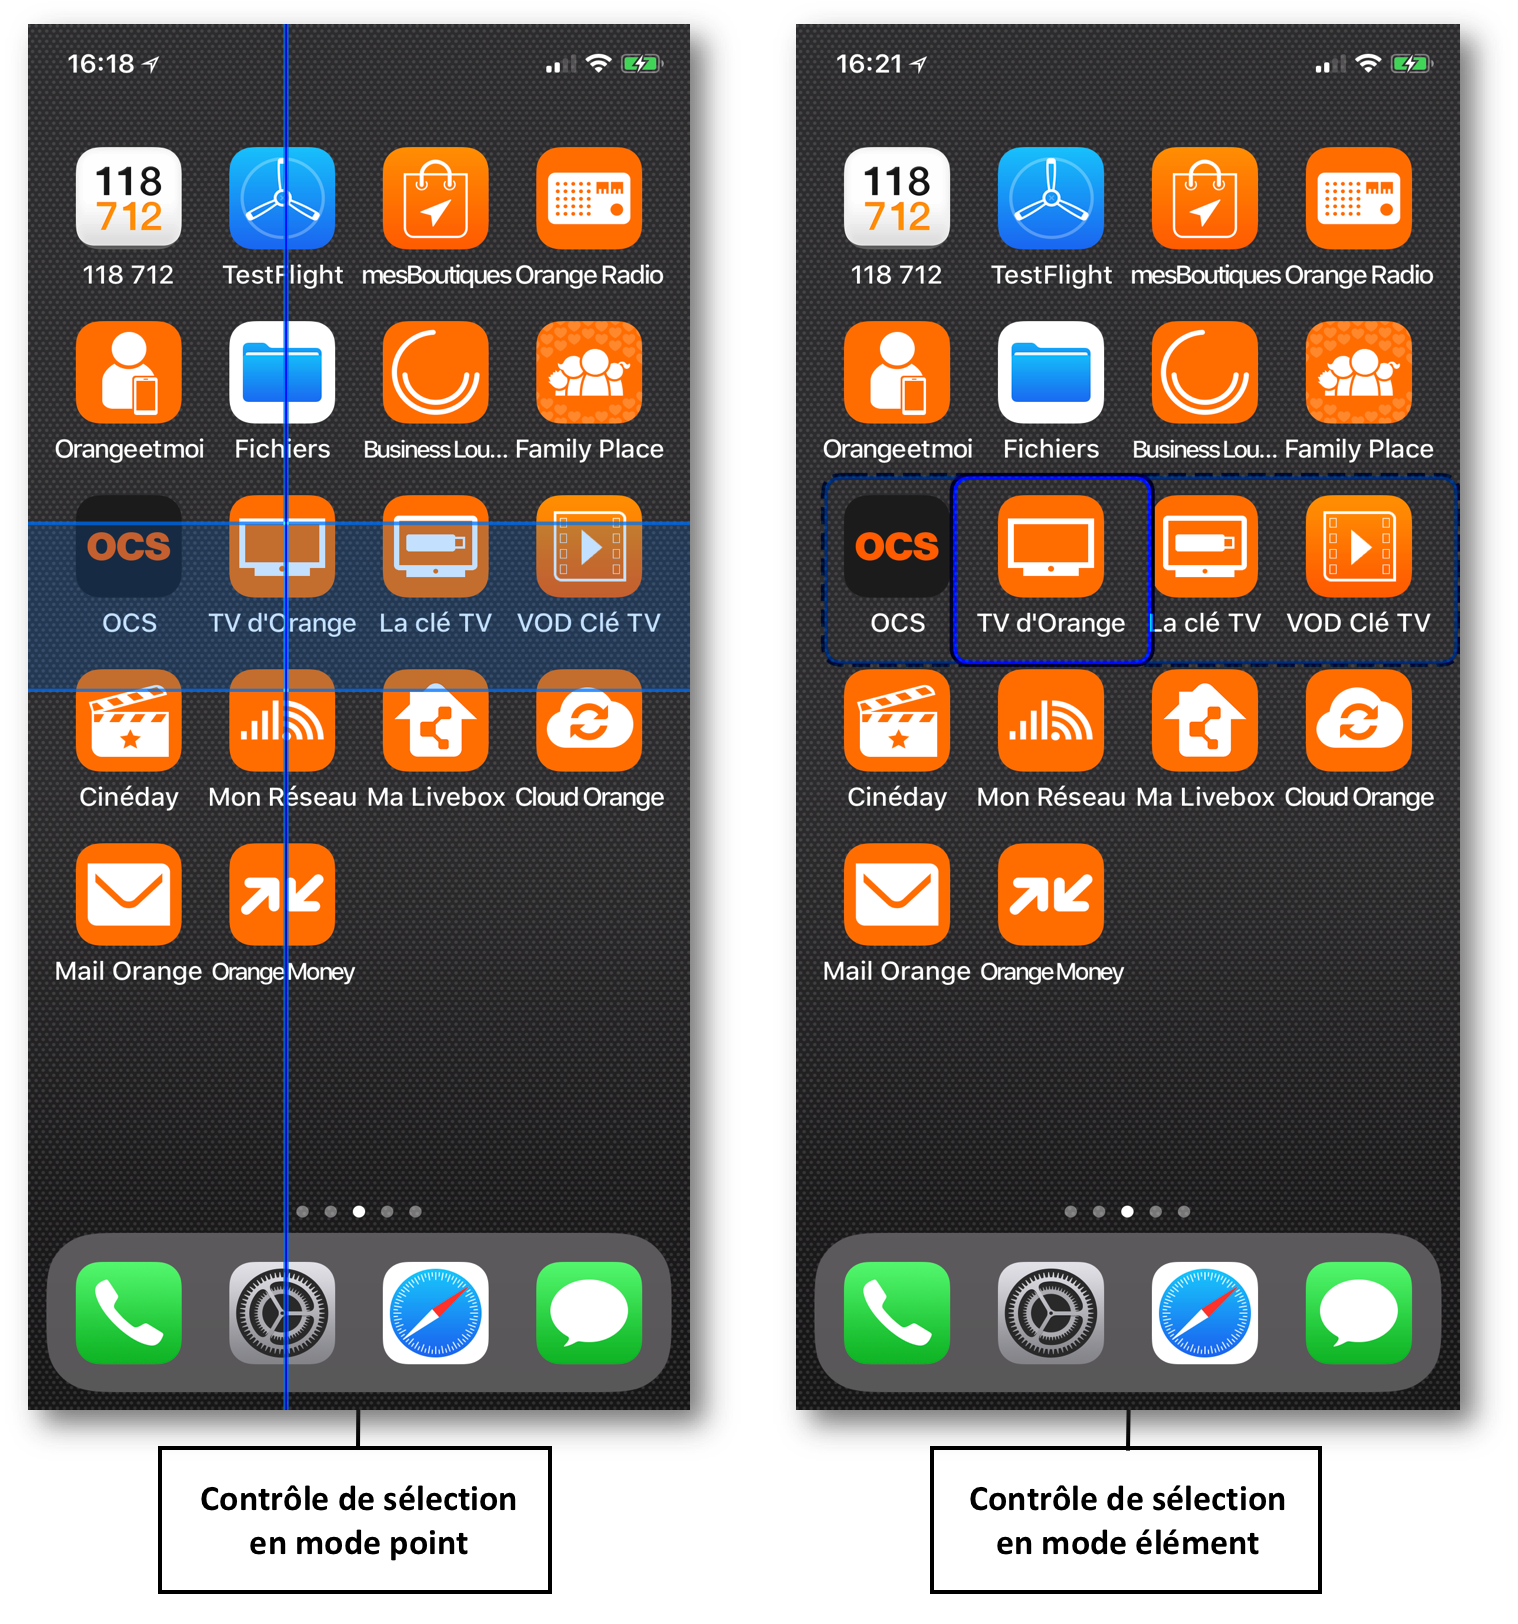 16:18
118
712
118 712
TestFlight
mesBoutiques
Orange Radio
Orangeetmoi
Fichiers
Business Lou...
Family Place
OCS
OCS
TV d'Orange
La clé TV
VOD Clé TV
Cinéday
Mon Réseau
Ma Livebox
Cloud Orange
Mail Orange
Orange Money
Contrôle de sélection
en mode point
16:21
118
712
118 712
TestFlight
mesBoutiques
Orange Radio
Orangeetmoi
Fichiers
Business Lou...
Family Place
OCS
OCS
TV d'Orange
La clé TV
VOD Clé TV
Cinéday
Mon Réseau
Ma Livebox
Cloud Orange
Mail Orange
Orange Money
Contrôle de sélection
en mode élément